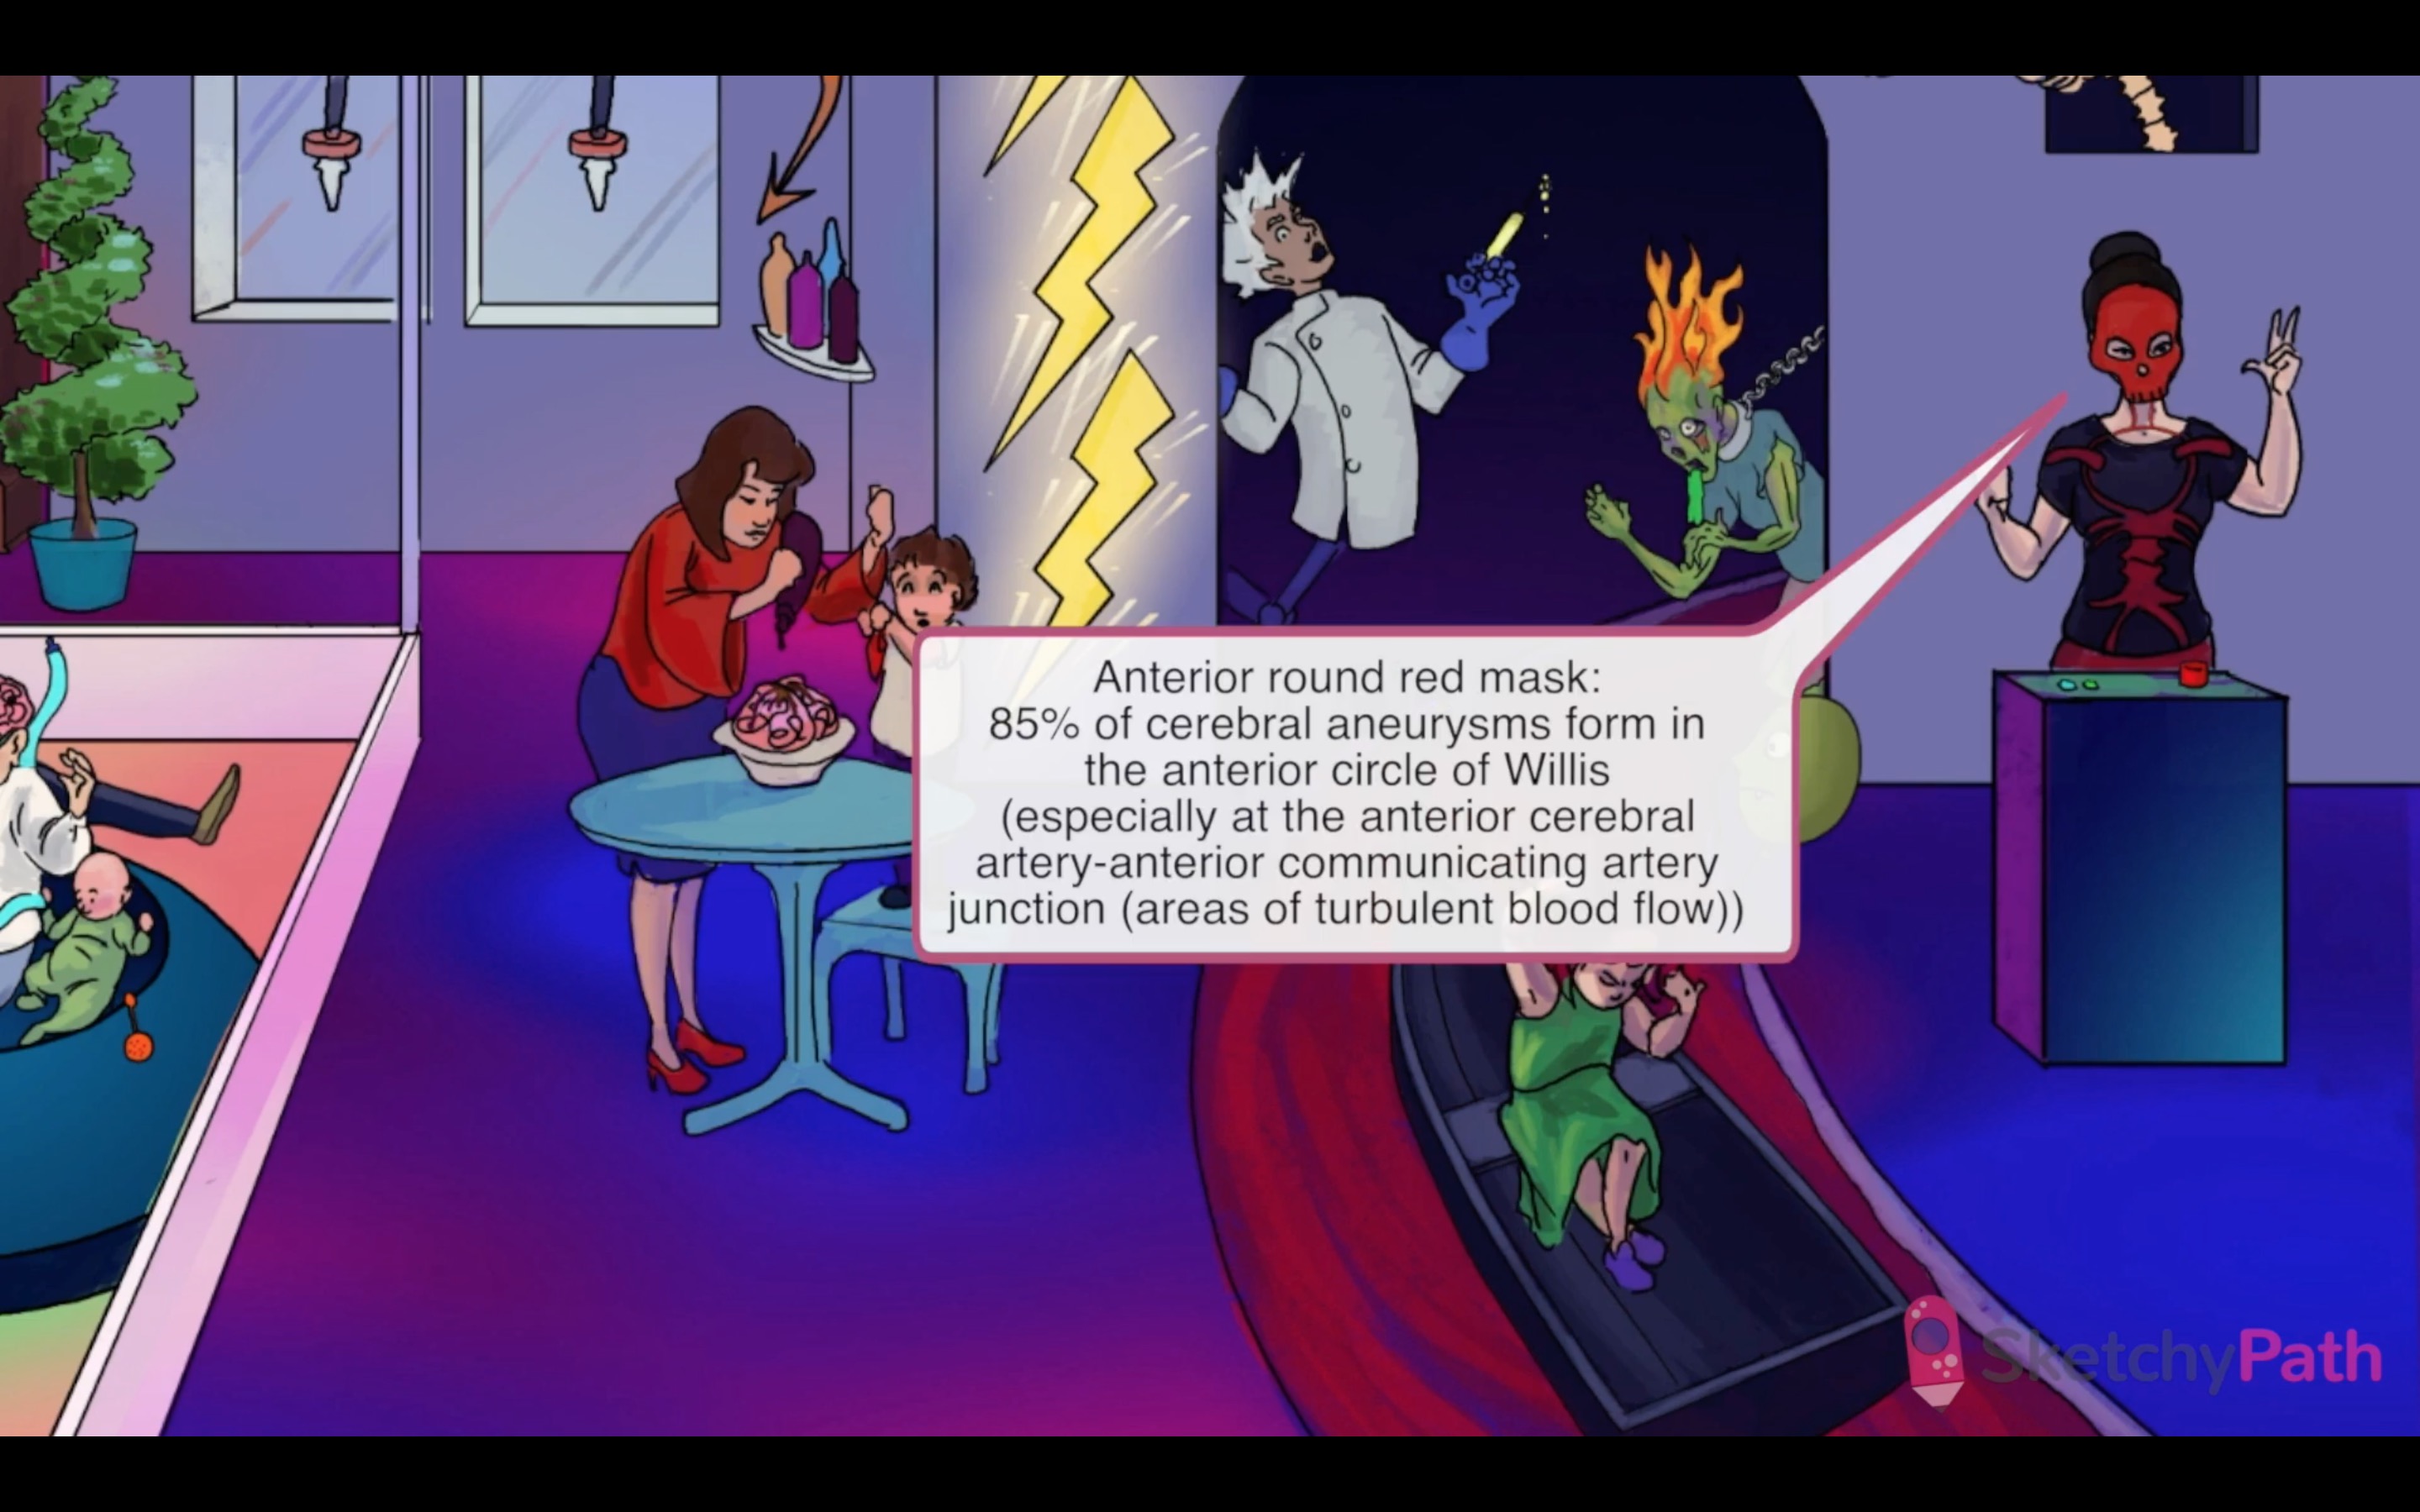 Anterior round red mask:
85% of cerebral aneurysms form in
the anterior circle of Willis
(especially at the anterior cerebral
artery-anterior communicating artery
junction (areas of turbulent blood flow))
SketchyPath